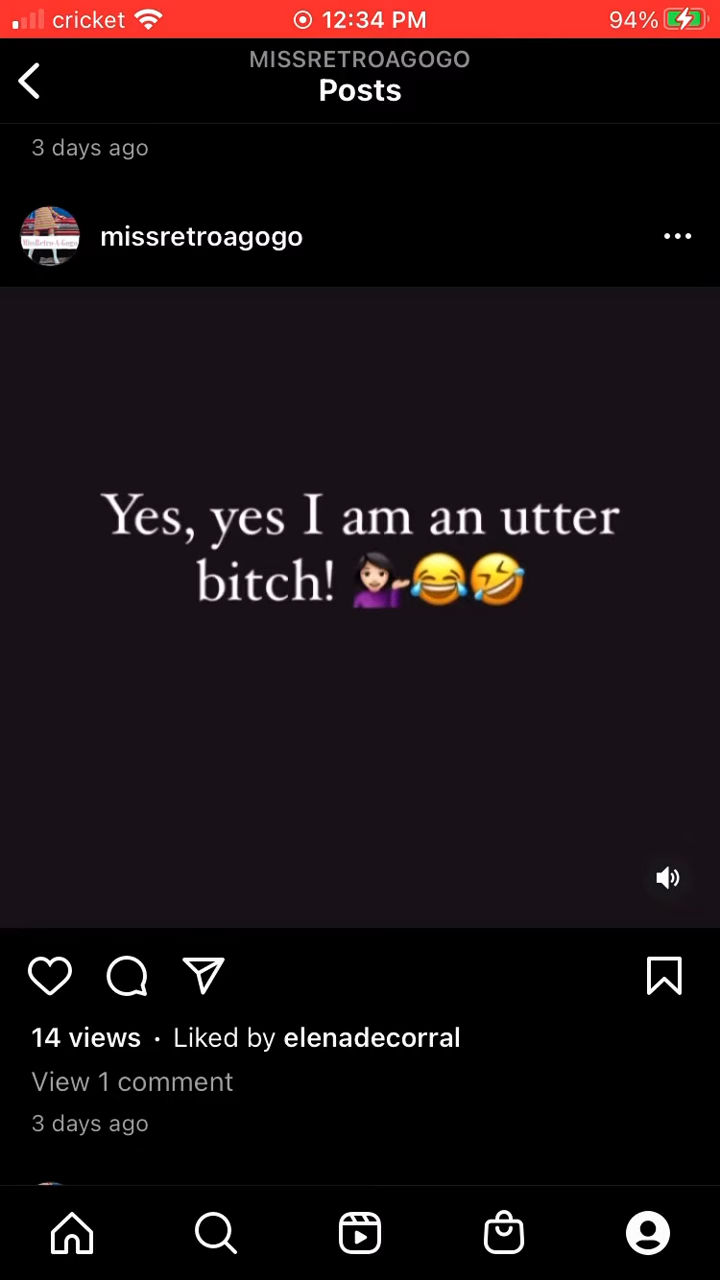 cricket 12:34 PM 94%
MISSRETROAGOGO
Posts
3 days ago
missretroagogo
Yes, yes I am an utter
bitch! 💁🏻‍♀️😂🤣
14 views · Liked by elenadecorral
View 1 comment
3 days ago